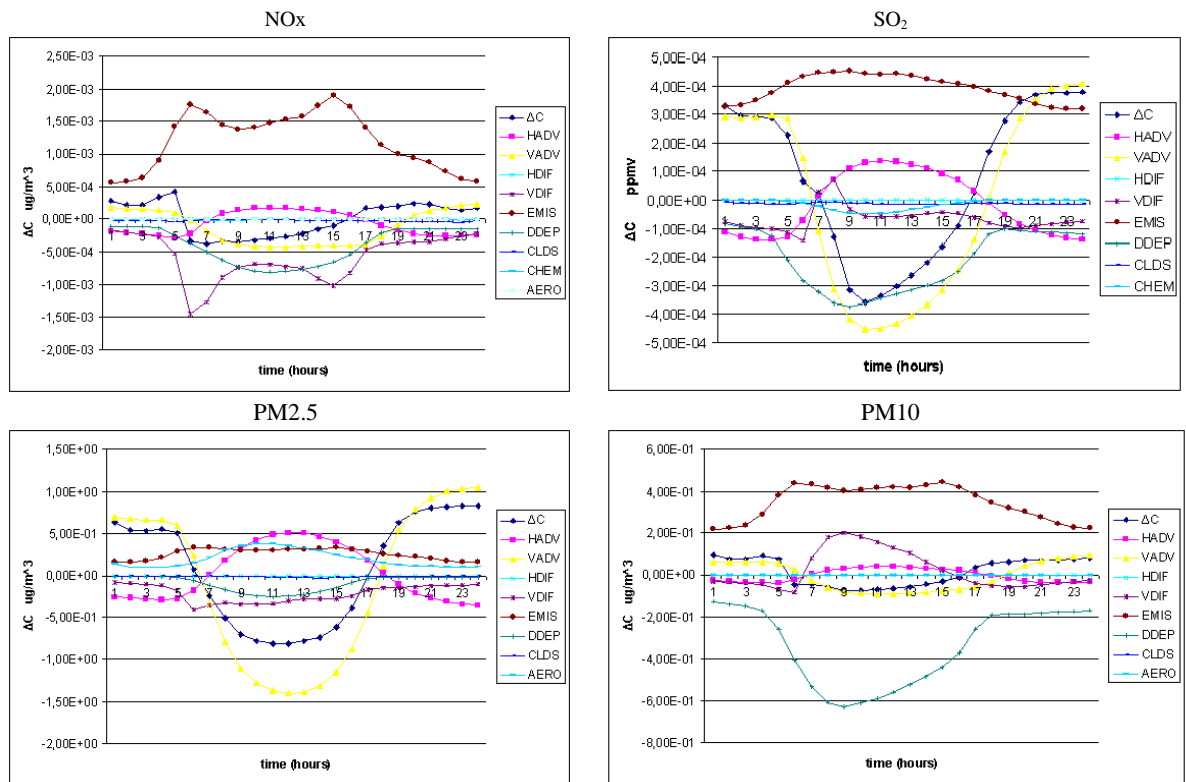 NOx
2,50E-03
2,00E-03
1,50E-03
1,00E-03
5,00E-04
0,00E+00
-5,00E-04
-1,00E-03
-1,50E-03
-2,00E-03
ΔC ug/m^3
1 3 5 7 9 11 13 15 17 19 21 23
time (hours)
ΔC
HADV
VADV
HDIF
VDIF
EMIS
DDEP
CLDS
CHEM
AERO
SO2
5,00E-04
4,00E-04
3,00E-04
2,00E-04
1,00E-04
0,00E+00
-1,00E-04
-2,00E-04
-3,00E-04
-4,00E-04
-5,00E-04
ΔC ppmv
1 3 5 7 9 11 13 15 17 19 21 23
time (hours)
ΔC
HADV
VADV
HDIF
VDIF
EMIS
DDEP
CLDS
CHEM
PM2.5
1,50E+00
1,00E+00
5,00E-01
0,00E+00
-5,00E-01
-1,00E+00
-1,50E+00
-2,00E+00
ΔC ug/m^3
1 3 5 7 9 11 13 15 17 19 21 23
time (hours)
ΔC
HADV
VADV
HDIF
VDIF
EMIS
DDEP
CLDS
AERO
PM10
6,00E-01
4,00E-01
2,00E-01
0,00E+00
-2,00E-01
-4,00E-01
-6,00E-01
-8,00E-01
ΔC ug/m^3
1 3 5 7 9 11 13 15 17 19 21 23
time (hours)
ΔC
HADV
VADV
HDIF
VDIF
EMIS
DDEP
CLDS
AERO